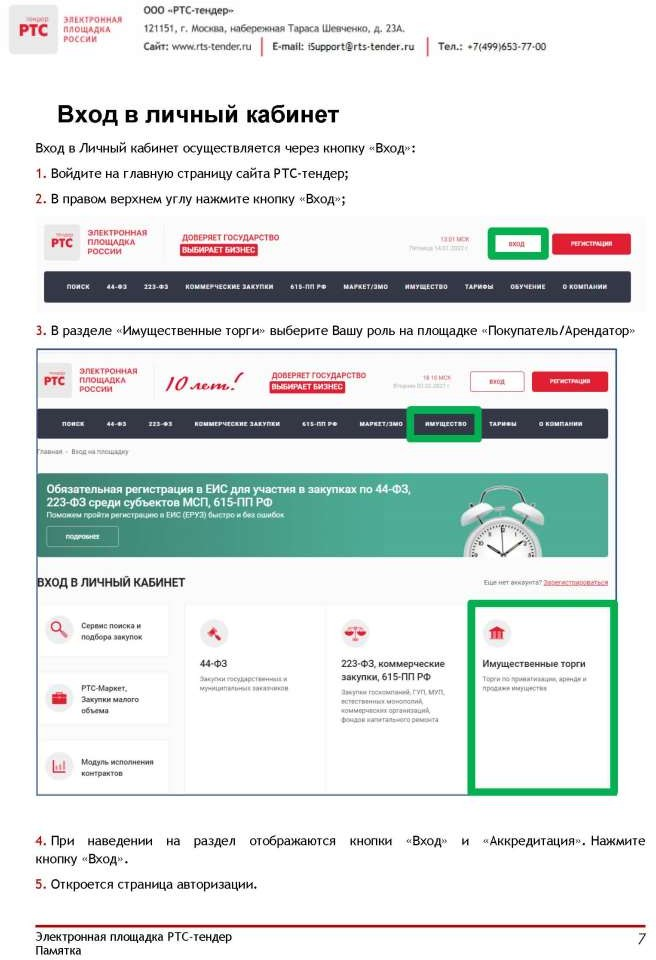 тендер
РТС
ЭЛЕКТРОННАЯ
ПЛОЩАДКА
РОССИИ
ООО «РТС-тендер»
121151, г. Москва, набережная Тараса Шевченко, д. 23А.
Сайт: www.rts-tender.ru | E-mail: iSupport@rts-tender.ru | Тел.: +7(499)653-77-00
Вход в личный кабинет
Вход в Личный кабинет осуществляется через кнопку «Вход»:
1. Войдите на главную страницу сайта РТС-тендер;
2. В правом верхнем углу нажмите кнопку «Вход»;
тендер
РТС
ЭЛЕКТРОННАЯ
ПЛОЩАДКА
РОССИИ
ДОВЕРЯЕТ ГОСУДАРСТВО
ВЫБИРАЕТ БИЗНЕС
13:01 МСК
Пятница 14.01.2022 г.
ВХОД
РЕГИСТРАЦИЯ
ПОИСК 44-ФЗ 223-ФЗ КОММЕРЧЕСКИЕ ЗАКУПКИ 615-ПП РФ МАРКЕТ/ЗМО ИМУЩЕСТВО ТАРИФЫ ОБУЧЕНИЕ О КОМПАНИИ
3. В разделе «Имущественные торги» выберите Вашу роль на площадке «Покупатель/Арендатор»
тендер
РТС
ЭЛЕКТРОННАЯ
ПЛОЩАДКА
РОССИИ
10 лет!
ДОВЕРЯЕТ ГОСУДАРСТВО
ВЫБИРАЕТ БИЗНЕС
ВХОД
РЕГИСТРАЦИЯ
ПОИСК 44-ФЗ 223-ФЗ КОММЕРЧЕСКИЕ ЗАКУПКИ 615-ПП РФ МАРКЕТ/ЗМО ИМУЩЕСТВО ТАРИФЫ О КОМПАНИИ
Главная - Вход на площадку
Обязательная регистрация в ЕИС для участия в закупках по 44-ФЗ,
223-ФЗ среди субъектов МСП, 615-ПП РФ
Поможем пройти регистрацию в ЕИС (ЕРУЗ) быстро и без ошибок
ПОДРОБНЕЕ
ВХОД В ЛИЧНЫЙ КАБИНЕТ
Еще нет аккаунта? Зарегистрироваться
Сервис поиска и
подбора закупок
РТС-Маркет,
Закупки малого
объема
Модуль исполнения
контрактов
44-ФЗ
Закупки государственных и
муниципальных заказчиков
223-ФЗ, коммерческие
закупки, 615-ПП РФ
Закупки госкомпаний, ГУП, МУП,
естественных монополий,
коммерческих организаций,
фондов капитального ремонта
Имущественные торги
Торги по приватизации, аренде и
продаже имущества
4. При наведении на раздел отображаются кнопки «Вход» и «Аккредитация». Нажмите
кнопку «Вход».
5. Откроется страница авторизации.
Электронная площадка РТС-тендер
Памятка
7